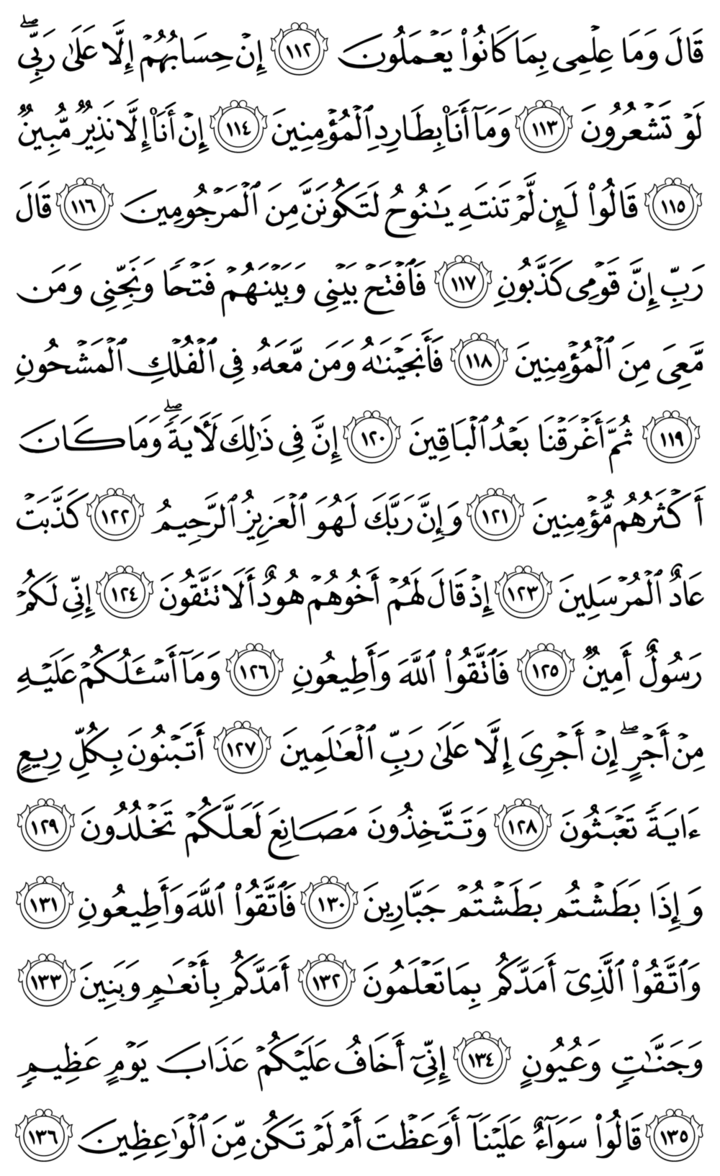 قَالَ وَمَا عِلْمِى بِمَا كَانُوا۟ يَعْمَلُونَ ١١٢ إِنْ حِسَابُهُمْ إِلَّا عَلَىٰ رَبِّى ۖ
لَوْ تَشْعُرُونَ ١١٣ وَمَآ أَنَا۠ بِطَارِدِ ٱلْمُؤْمِنِينَ ١١٤ إِنْ أَنَا۠ إِلَّا نَذِيرٌ مُّبِينٌ
١١٥ قَالُوا۟ لَئِن لَّمْ تَنتَهِ يَـٰنُوحُ لَتَكُونَنَّ مِنَ ٱلْمَرْجُومِينَ ١١٦ قَالَ
رَبِّ إِنَّ قَوْمِى كَذَّبُونِ ١١٧ فَٱفْتَحْ بَيْنِى وَبَيْنَهُمْ فَتْحًا وَنَجِّنِى وَمَن
مَّعِىَ مِنَ ٱلْمُؤْمِنِينَ ١١٨ فَأَنجَيْنَـٰهُ وَمَن مَّعَهُۥ فِى ٱلْفُلْكِ ٱلْمَشْحُونِ
١١٩ ثُمَّ أَغْرَقْنَا بَعْدُ ٱلْبَاقِينَ ١٢٠ إِنَّ فِى ذَٰلِكَ لَـَٔايَةً ۖ وَمَا كَانَ
أَكْثَرُهُم مُّؤْمِنِينَ ١٢١ وَإِنَّ رَبَّكَ لَهُوَ ٱلْعَزِيزُ ٱلرَّحِيمُ ١٢٢ كَذَّبَتْ
عَادٌ ٱلْمُرْسَلِينَ ١٢٣ إِذْ قَالَ لَهُمْ أَخُوهُمْ هُودٌ أَلَا تَتَّقُونَ ١٢٤ إِنِّى لَكُمْ
رَسُولٌ أَمِينٌ ١٢٥ فَٱتَّقُوا۟ ٱللَّهَ وَأَطِيعُونِ ١٢٦ وَمَآ أَسْـَٔلُكُمْ عَلَيْهِ
مِنْ أَجْرٍ ۖ إِنْ أَجْرِىَ إِلَّا عَلَىٰ رَبِّ ٱلْعَـٰلَمِينَ ١٢٧ أَتَبْنُونَ بِكُلِّ رِيعٍ
ءَايَةً تَعْبَثُونَ ١٢٨ وَتَتَّخِذُونَ مَصَانِعَ لَعَلَّكُمْ تَخْلُدُونَ ١٢٩
وَإِذَا بَطَشْتُم بَطَشْتُمْ جَبَّارِينَ ١٣٠ فَٱتَّقُوا۟ ٱللَّهَ وَأَطِيعُونِ ١٣١
وَٱتَّقُوا۟ ٱلَّذِىٓ أَمَدَّكُم بِمَا تَعْلَمُونَ ١٣٢ أَمَدَّكُم بِأَنْعَـٰمٍ وَبَنِينَ ١٣٣
وَجَنَّـٰتٍ وَعُيُونٍ ١٣٤ إِنِّىٓ أَخَافُ عَلَيْكُمْ عَذَابَ يَوْمٍ عَظِيمٍ
١٣٥ قَالُوا۟ سَوَآءٌ عَلَيْنَآ أَوَعَظْتَ أَمْ لَمْ تَكُن مِّنَ ٱلْوَٰعِظِينَ ١٣٦